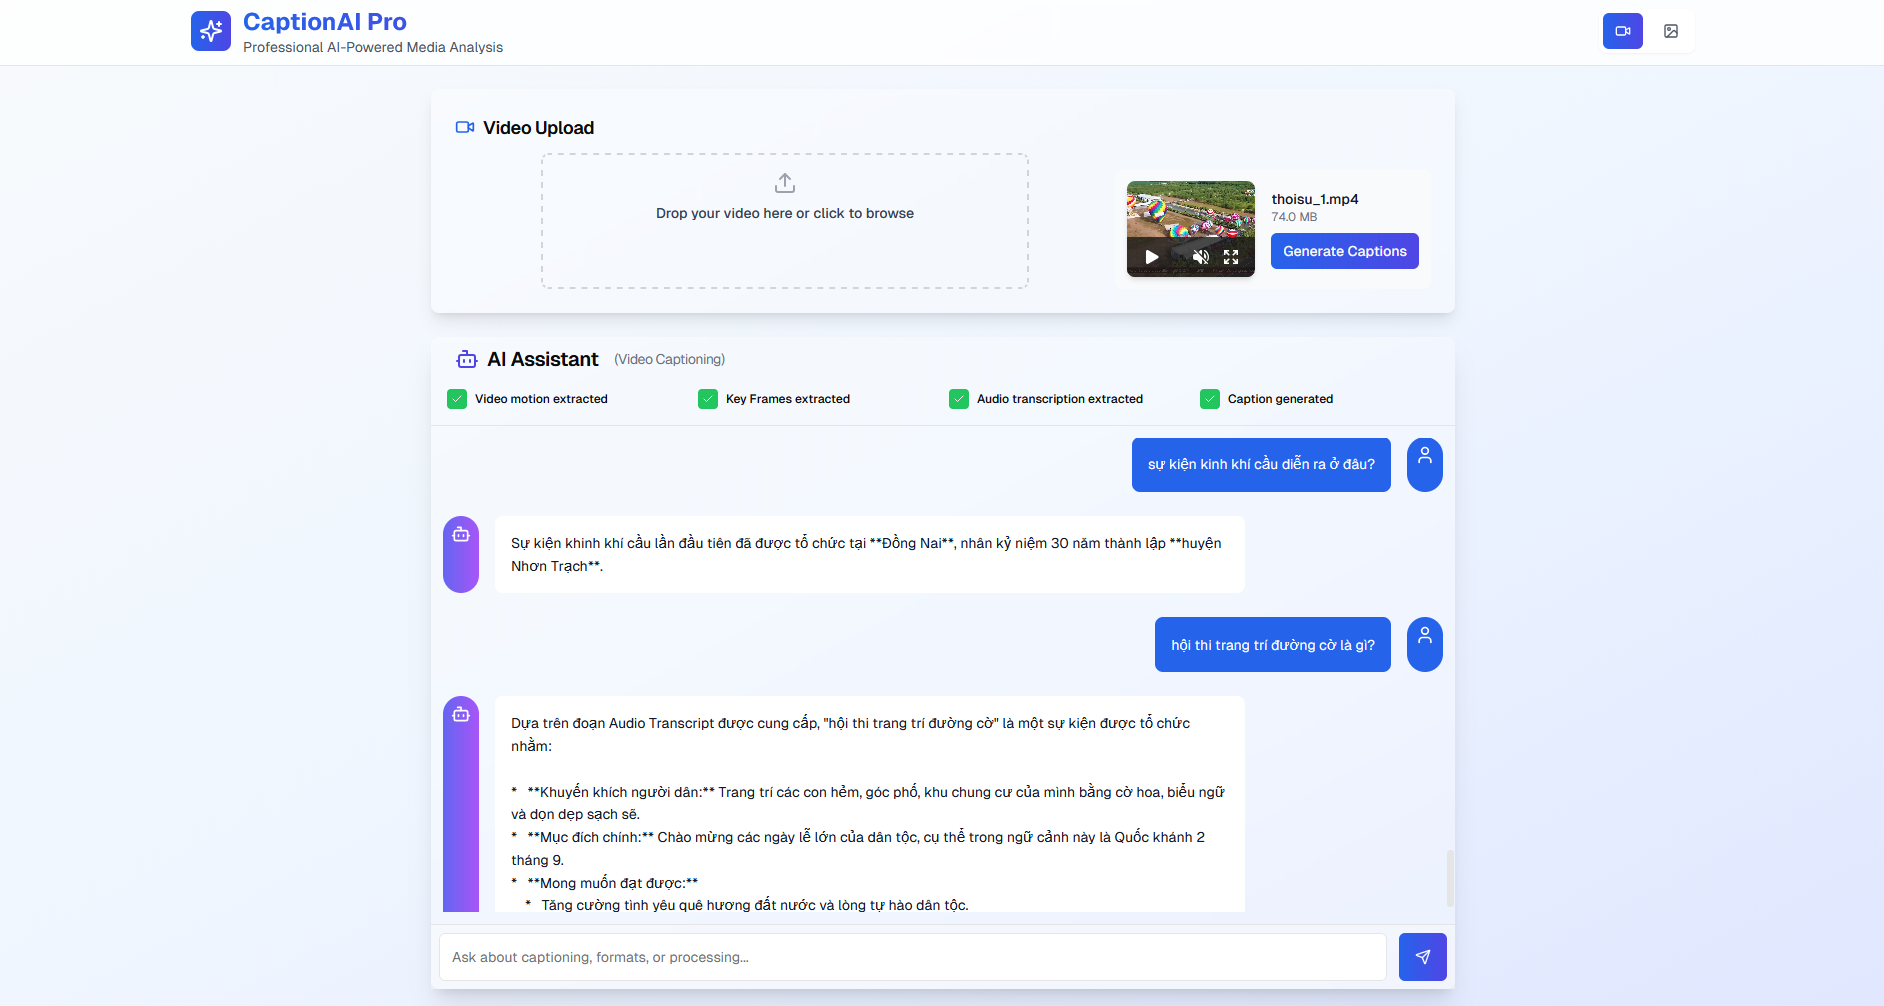 CaptionAI Pro
Professional AI-Powered Media Analysis
Video Upload
Drop your video here or click to browse
thoisu_1.mp4
74.0 MB
Generate Captions
AI Assistant (Video Captioning)
Video motion extracted
Key Frames extracted
Audio transcription extracted
Caption generated
sự kiện kinh khí cầu diễn ra ở đâu?
Sự kiện khinh khí cầu lần đầu tiên đã được tổ chức tại **Đồng Nai**, nhân kỷ niệm 30 năm thành lập **huyện
Nhơn Trạch**.
hội thi trang trí đường cờ là gì?
Dựa trên đoạn Audio Transcript được cung cấp, "hội thi trang trí đường cờ" là một sự kiện được tổ chức
nhằm:
* **Khuyến khích người dân:** Trang trí các con hẻm, góc phố, khu chung cư của mình bằng cờ hoa, biểu ngữ
và dọn dẹp sạch sẽ.
* **Mục đích chính:** Chào mừng các ngày lễ lớn của dân tộc, cụ thể trong ngữ cảnh này là Quốc khánh 2
tháng 9.
* **Mong muốn đạt được:**
* Tăng cường tình yêu quê hương đất nước và lòng tự hào dân tộc.
Ask about captioning, formats, or processing...